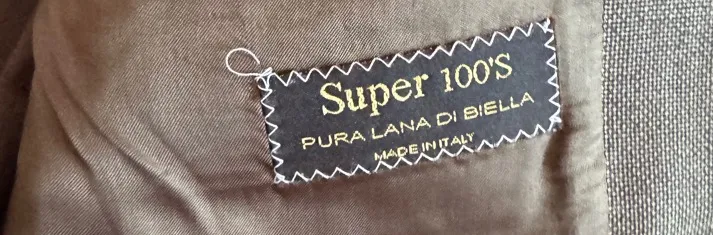 Super 100'S
PURA LANA DI BIELLA
MADE IN ITALY